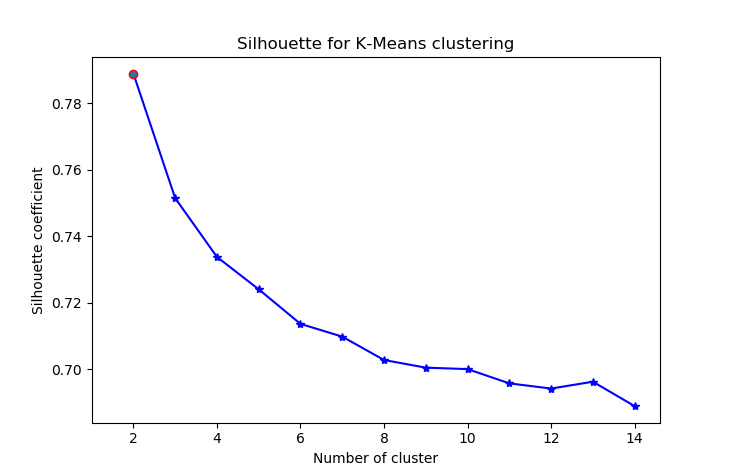 Silhouette for K-Means clustering
Silhouette coefficient
0.78
0.76
0.74
0.72
0.70
2 4 6 8 10 12 14
Number of cluster